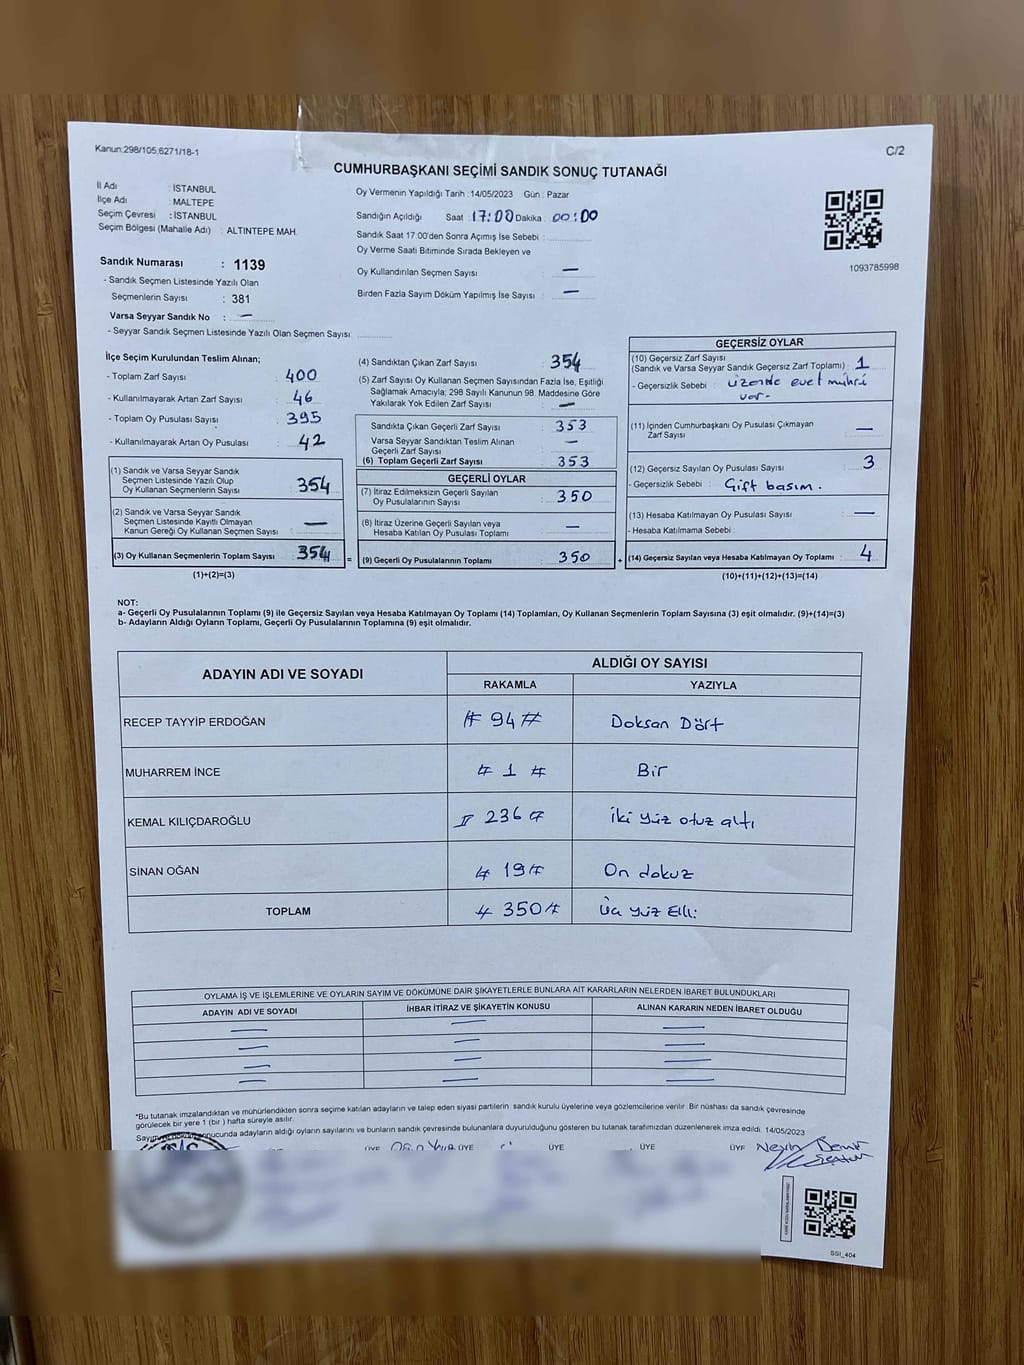 Kanun:298/105,6271/18-1
C/2
CUMHURBAŞKANI SEÇİMİ SANDIK SONUÇ TUTANAĞI
İl Adı : İSTANBUL
İlçe Adı : MALTEPE
Seçim Çevresi : İSTANBUL
Seçim Bölgesi (Mahalle Adı) : ALTINTEPE MAH.
Sandık Numarası : 1139
- Sandık Seçmen Listesinde Yazılı Olan
Seçmenlerin Sayısı : 381
Varsa Seyyar Sandık No : —
- Seyyar Sandık Seçmen Listesinde Yazılı Olan Seçmen Sayısı:
Oy Vermenin Yapıldığı Tarih :14/05/2023 Gün : Pazar
Sandığın Açıldığı Saat :17:00 Dakika : 00:00
Sandık Saat 17:00'den Sonra Açımış İse Sebebi :
Oy Verme Saati Bitiminde Sırada Bekleyen ve
Oy Kullandırılan Seçmen Sayısı : —
Birden Fazla Sayım Döküm Yapılmış İse Sayısı : —
1093785998
İlçe Seçim Kurulundan Teslim Alınan;
- Toplam Zarf Sayısı : 400
- Kullanılmayarak Artan Zarf Sayısı : 46
- Toplam Oy Pusulası Sayısı : 395
- Kullanılmayarak Artan Oy Pusulası : 42
(1) Sandık ve Varsa Seyyar Sandık
Seçmen Listesinde Yazılı Olup
Oy Kullanan Seçmenlerin Sayısı : 354
(2) Sandık ve Varsa Seyyar Sandık
Seçmen Listesinde Kayıtlı Olmayan
Kanun Gereği Oy Kullanan Seçmen Sayısı : —
(3) Oy Kullanan Seçmenlerin Toplam Sayısı : 354
(1)+(2)=(3)
(4) Sandıktan Çıkan Zarf Sayısı : 354
(5) Zarf Sayısı Oy Kullanan Seçmen Sayısından Fazla İse, Eşitliği
Sağlamak Amacıyla; 298 Sayılı Kanunun 98. Maddesine Göre
Yakılarak Yok Edilen Zarf Sayısı : —
Sandıkta Çıkan Geçerli Zarf Sayısı : 353
Varsa Seyyar Sandıktan Teslim Alınan
Geçerli Zarf Sayısı : —
(6) Toplam Geçerli Zarf Sayısı : 353
GEÇERLİ OYLAR
(7) İtiraz Edilmeksizin Geçerli Sayılan
Oy Pusulalarının Sayısı : 350
(8) İtiraz Üzerine Geçerli Sayılan veya
Hesaba Katılan Oy Pusulaları Toplamı : —
= (9) Geçerli Oy Pusulalarının Toplamı : 350
GEÇERSİZ OYLAR
(10) Geçersiz Zarf Sayısı
(Sandık ve Varsa Seyyar Sandık Geçersiz Zarf Toplamı) : 1
- Geçersizlik Sebebi : üzerinde evet mührü
var-
(11) İçinden Cumhurbaşkanı Oy Pusulası Çıkmayan
Zarf Sayısı : —
(12) Geçersiz Sayılan Oy Pusulası Sayısı : 3
- Geçersizlik Sebebi : Çift basım.
(13) Hesaba Katılmayan Oy Pusulası Sayısı : —
- Hesaba Katılmama Sebebi :
+ (14) Geçersiz Sayılan veya Hesaba Katılmayan Oy Toplamı : 4
(10)+(11)+(12)+(13)=(14)
NOT:
a- Geçerli Oy Pusulalarının Toplamı (9) ile Geçersiz Sayılan veya Hesaba Katılmayan Oy Toplamı (14) Toplamları, Oy Kullanan Seçmenlerin Toplam Sayısına (3) eşit olmalıdır. (9)+(14)=(3)
b- Adayların Aldığı Oyların Toplamı, Geçerli Oy Pusulalarının Toplamına (9) eşit olmalıdır.
ADAYIN ADI VE SOYADI
ALDIĞI OY SAYISI
RAKAMLA YAZIYLA
RECEP TAYYİP ERDOĞAN # 94 # Doksan Dört
MUHARREM İNCE # 1 # Bir
KEMAL KILIÇDAROĞLU # 236 # iki yüz otuz altı
SİNAN OĞAN # 19 # On dokuz
TOPLAM # 350 # Üç yüz Elli
OYLAMA İŞ VE İŞLEMLERİNE VE OYLARIN SAYIM VE DÖKÜMÜNE DAİR ŞİKAYETLERLE BUNLARA AİT KARARLARIN NELERDEN İBARET BULUNDUKLARI
ADAYIN ADI VE SOYADI İHBAR İTİRAZ VE ŞİKAYETİN KONUSU ALINAN KARARIN NEDEN İBARET OLDUĞU
— — —
— — —
— — —
— — —
*Bu tutanak imzalandıktan ve mühürlendikten sonra seçime katılan adayların ve talep eden siyasi partilerin sandık kurulu üyelerine veya gözlemcilerine verilir. Bir nüshası da sandık çevresinde
görülecek bir yere 1 (bir ) hafta süreyle asılır.
sonucunda adayların aldığı oyların sayılarını ve bunların sandık çevresinde bulunanlara duyurulduğunu gösteren bu tutanak tarafımızdan düzenlenerek imza edildi. 14/05/2023
ÜYE ÜYE ÜYE ÜYE ÜYE
SSI_404